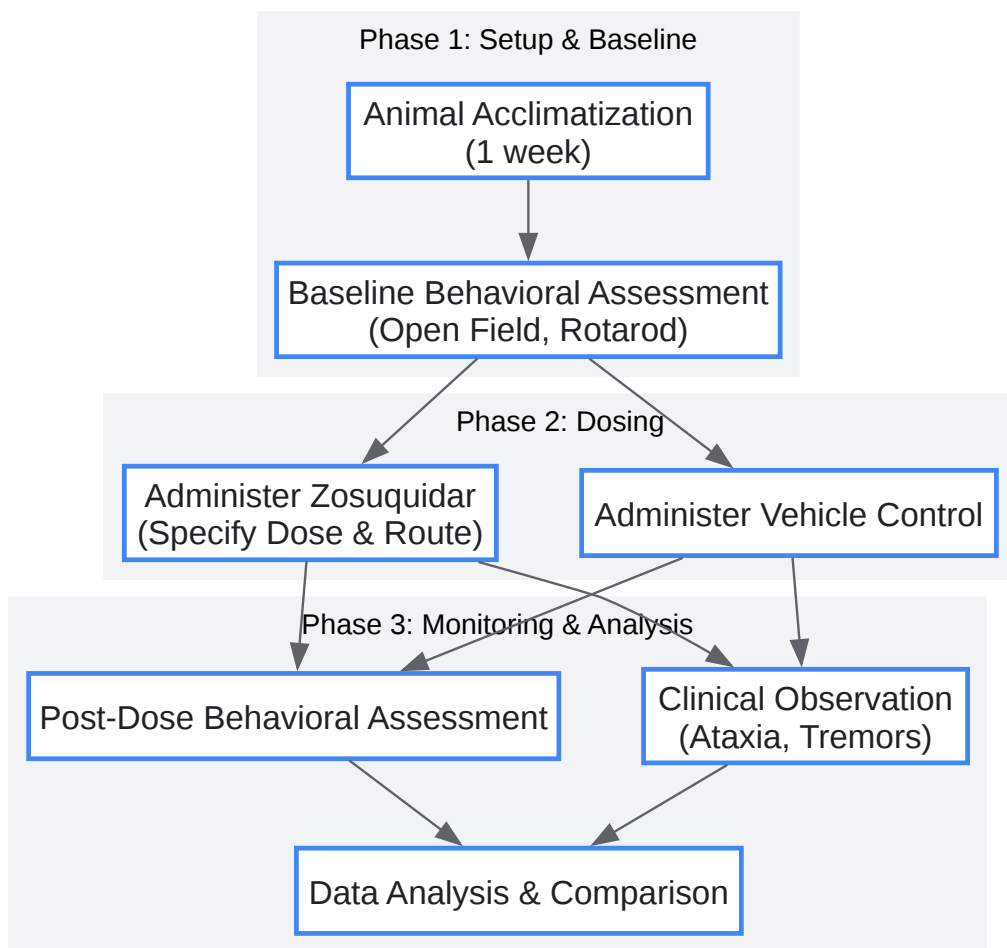 Phase 1: Setup & Baseline
Animal Acclimatization
(1 week)
Baseline Behavioral Assessment
(Open Field, Rotarod)
Phase 2: Dosing
Administer Zosuquidar
(Specify Dose & Route)
Administer Vehicle Control
Phase 3: Monitoring & Analysis
Post-Dose Behavioral Assessment
Clinical Observation
(Ataxia, Tremors)
Data Analysis & Comparison